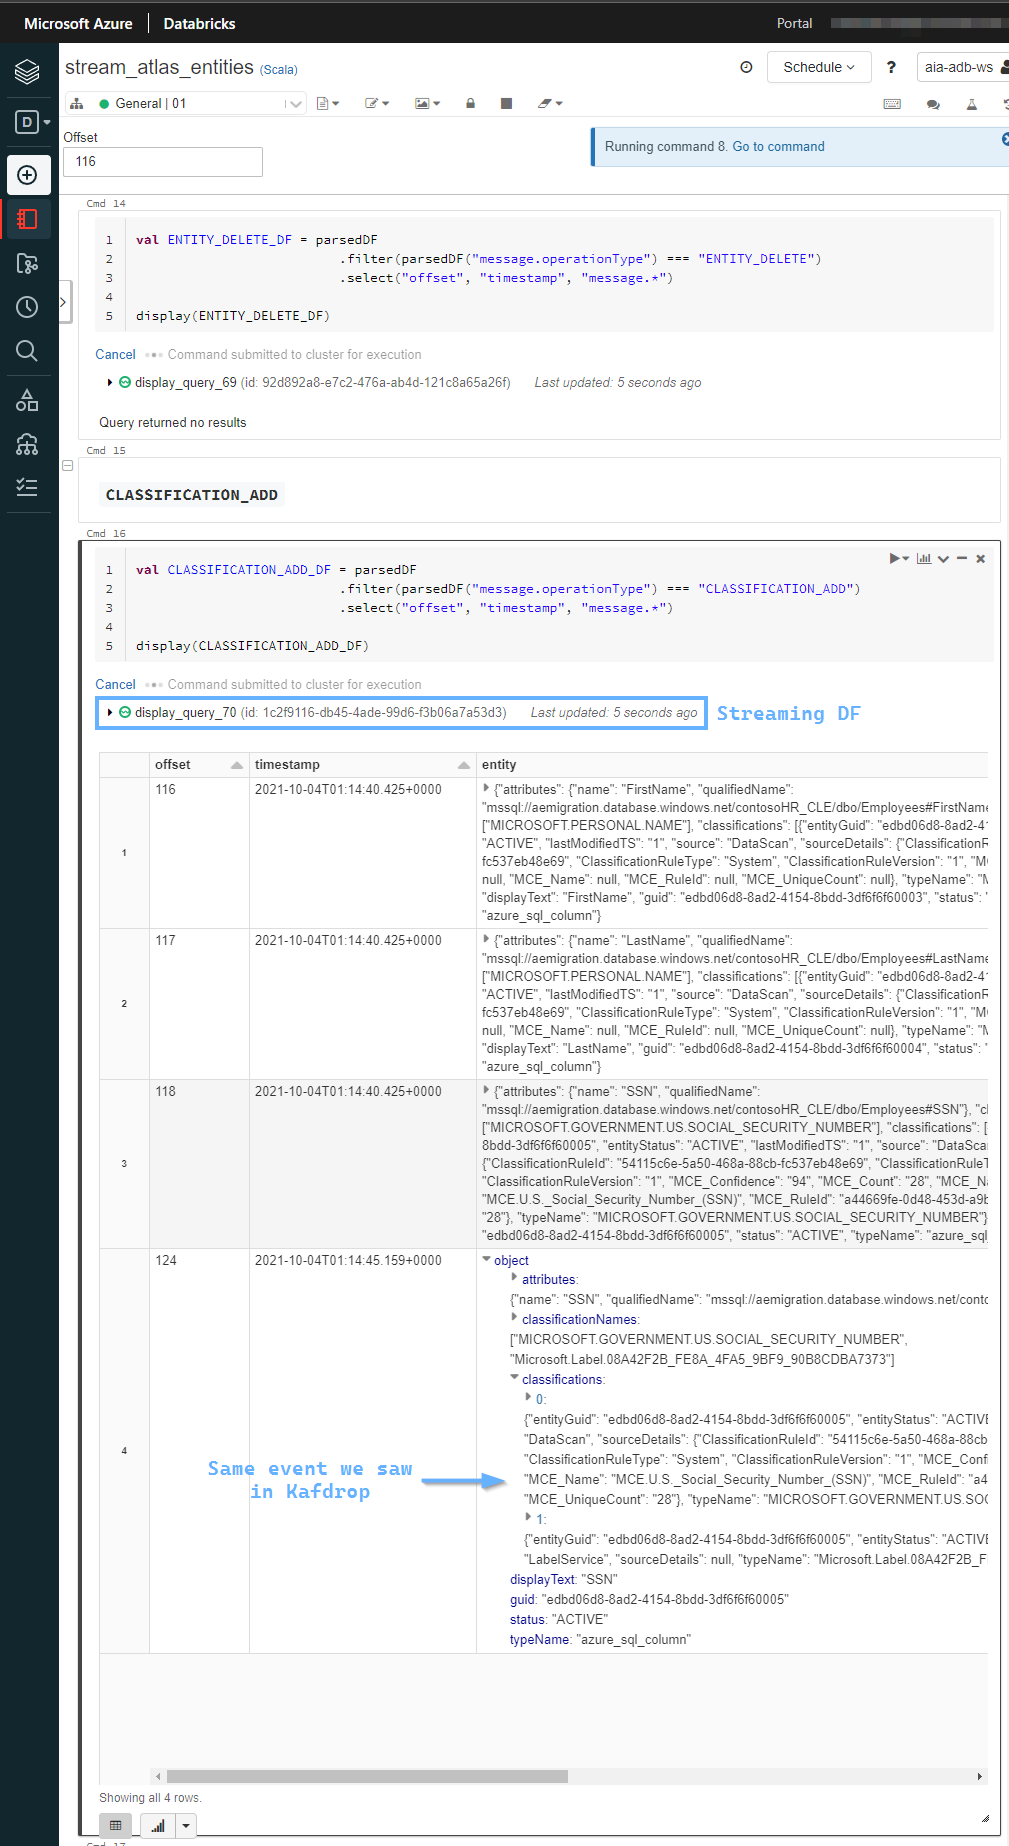 Microsoft Azure | Databricks
Portal
stream_atlas_entities (Scala)
Schedule
?
aia-adb-ws
General | 01
D
Offset
116
Running command 8. Go to command
Cmd 14
1 val ENTITY_DELETE_DF = parsedDF
2 .filter(parsedDF("message.operationType") === "ENTITY_DELETE")
3 .select("offset", "timestamp", "message.*")
4
5 display(ENTITY_DELETE_DF)
Cancel Command submitted to cluster for execution
display_query_69 (id: 92d892a8-e7c2-476a-ab4d-121c8a65a26f) Last updated: 5 seconds ago
Query returned no results
Cmd 15
CLASSIFICATION_ADD
Cmd 16
1 val CLASSIFICATION_ADD_DF = parsedDF
2 .filter(parsedDF("message.operationType") === "CLASSIFICATION_ADD")
3 .select("offset", "timestamp", "message.*")
4
5 display(CLASSIFICATION_ADD_DF)
Cancel Command submitted to cluster for execution
display_query_70 (id: 1c2f9116-db45-4ade-99d6-f3b06a7a53d3) Last updated: 5 seconds ago Streaming DF
offset timestamp entity
116 2021-10-04T01:14:40.425+0000 {"attributes": {"name": "FirstName", "qualifiedName":
"mssql://aemigration.database.windows.net/contosoHR_CLE/dbo/Employees#FirstName
["MICROSOFT.PERSONAL.NAME"], "classifications": [{"entityGuid": "edbd06d8-8ad2-41
"ACTIVE", "lastModifiedTS": "1", "source": "DataScan", "sourceDetails": {"ClassificationR
1 fc537eb48e69", "ClassificationRuleType": "System", "ClassificationRuleVersion": "1", "MC
null, "MCE_Name": null, "MCE_RuleId": null, "MCE_UniqueCount": null}, "typeName": "M
"displayText": "FirstName", "guid": "edbd06d8-8ad2-4154-8bdd-3df6f6f60003", "status": "
"azure_sql_column"}
117 2021-10-04T01:14:40.425+0000 {"attributes": {"name": "LastName", "qualifiedName":
"mssql://aemigration.database.windows.net/contosoHR_CLE/dbo/Employees#LastName
["MICROSOFT.PERSONAL.NAME"], "classifications": [{"entityGuid": "edbd06d8-8ad2-41
"ACTIVE", "lastModifiedTS": "1", "source": "DataScan", "sourceDetails": {"ClassificationR
2 fc537eb48e69", "ClassificationRuleType": "System", "ClassificationRuleVersion": "1", "MC
null, "MCE_Name": null, "MCE_RuleId": null, "MCE_UniqueCount": null}, "typeName": "M
"displayText": "LastName", "guid": "edbd06d8-8ad2-4154-8bdd-3df6f6f60004", "status": "
"azure_sql_column"}
118 2021-10-04T01:14:40.425+0000 {"attributes": {"name": "SSN", "qualifiedName":
"mssql://aemigration.database.windows.net/contosoHR_CLE/dbo/Employees#SSN"}, "cl
["MICROSOFT.GOVERNMENT.US.SOCIAL_SECURITY_NUMBER"], "classifications": [
8bdd-3df6f6f60005", "entityStatus": "ACTIVE", "lastModifiedTS": "1", "source": "DataScan
3 {"ClassificationRuleId": "54115c6e-5a50-468a-88cb-fc537eb48e69", "ClassificationRuleT
"ClassificationRuleVersion": "1", "MCE_Confidence": "94", "MCE_Count": "28", "MCE_Na
"MCE.U.S._Social_Security_Number_(SSN)", "MCE_RuleId": "a44669fe-0d48-453d-a9b
"28"}, "typeName": "MICROSOFT.GOVERNMENT.US.SOCIAL_SECURITY_NUMBER"}
"edbd06d8-8ad2-4154-8bdd-3df6f6f60005", "status": "ACTIVE", "typeName": "azure_sql_
124 2021-10-04T01:14:45.159+0000 object
attributes:
{"name": "SSN", "qualifiedName": "mssql://aemigration.database.windows.net/conto
classificationNames:
["MICROSOFT.GOVERNMENT.US.SOCIAL_SECURITY_NUMBER",
"Microsoft.Label.08A42F2B_FE8A_4FA5_9BF9_90B8CDBA7373"]
classifications:
0:
{"entityGuid": "edbd06d8-8ad2-4154-8bdd-3df6f6f60005", "entityStatus": "ACTIVE
"DataScan", "sourceDetails": {"ClassificationRuleId": "54115c6e-5a50-468a-88cb-
4 "ClassificationRuleType": "System", "ClassificationRuleVersion": "1", "MCE_Confi
Same event we saw
in Kafdrop
"MCE_Name": "MCE.U.S._Social_Security_Number_(SSN)", "MCE_RuleId": "a4
"MCE_UniqueCount": "28"}, "typeName": "MICROSOFT.GOVERNMENT.US.SOC
1:
{"entityGuid": "edbd06d8-8ad2-4154-8bdd-3df6f6f60005", "entityStatus": "ACTIVE
"LabelService", "sourceDetails": null, "typeName": "Microsoft.Label.08A42F2B_F
displayText: "SSN"
guid: "edbd06d8-8ad2-4154-8bdd-3df6f6f60005"
status: "ACTIVE"
typeName: "azure_sql_column"
Showing all 4 rows.
Cmd 17